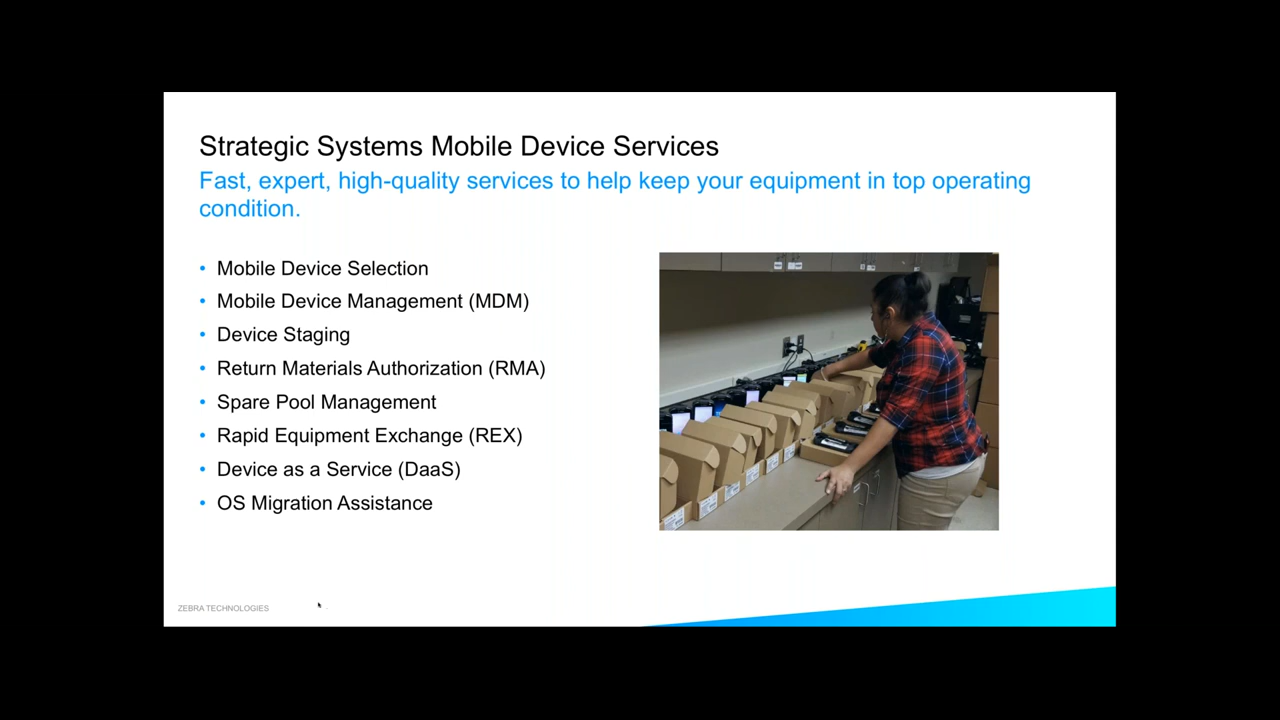 Strategic Systems Mobile Device Services
Fast, expert, high-quality services to help keep your equipment in top operating
condition.
• Mobile Device Selection
• Mobile Device Management (MDM)
• Device Staging
• Return Materials Authorization (RMA)
• Spare Pool Management
• Rapid Equipment Exchange (REX)
• Device as a Service (DaaS)
• OS Migration Assistance
ZEBRA TECHNOLOGIES